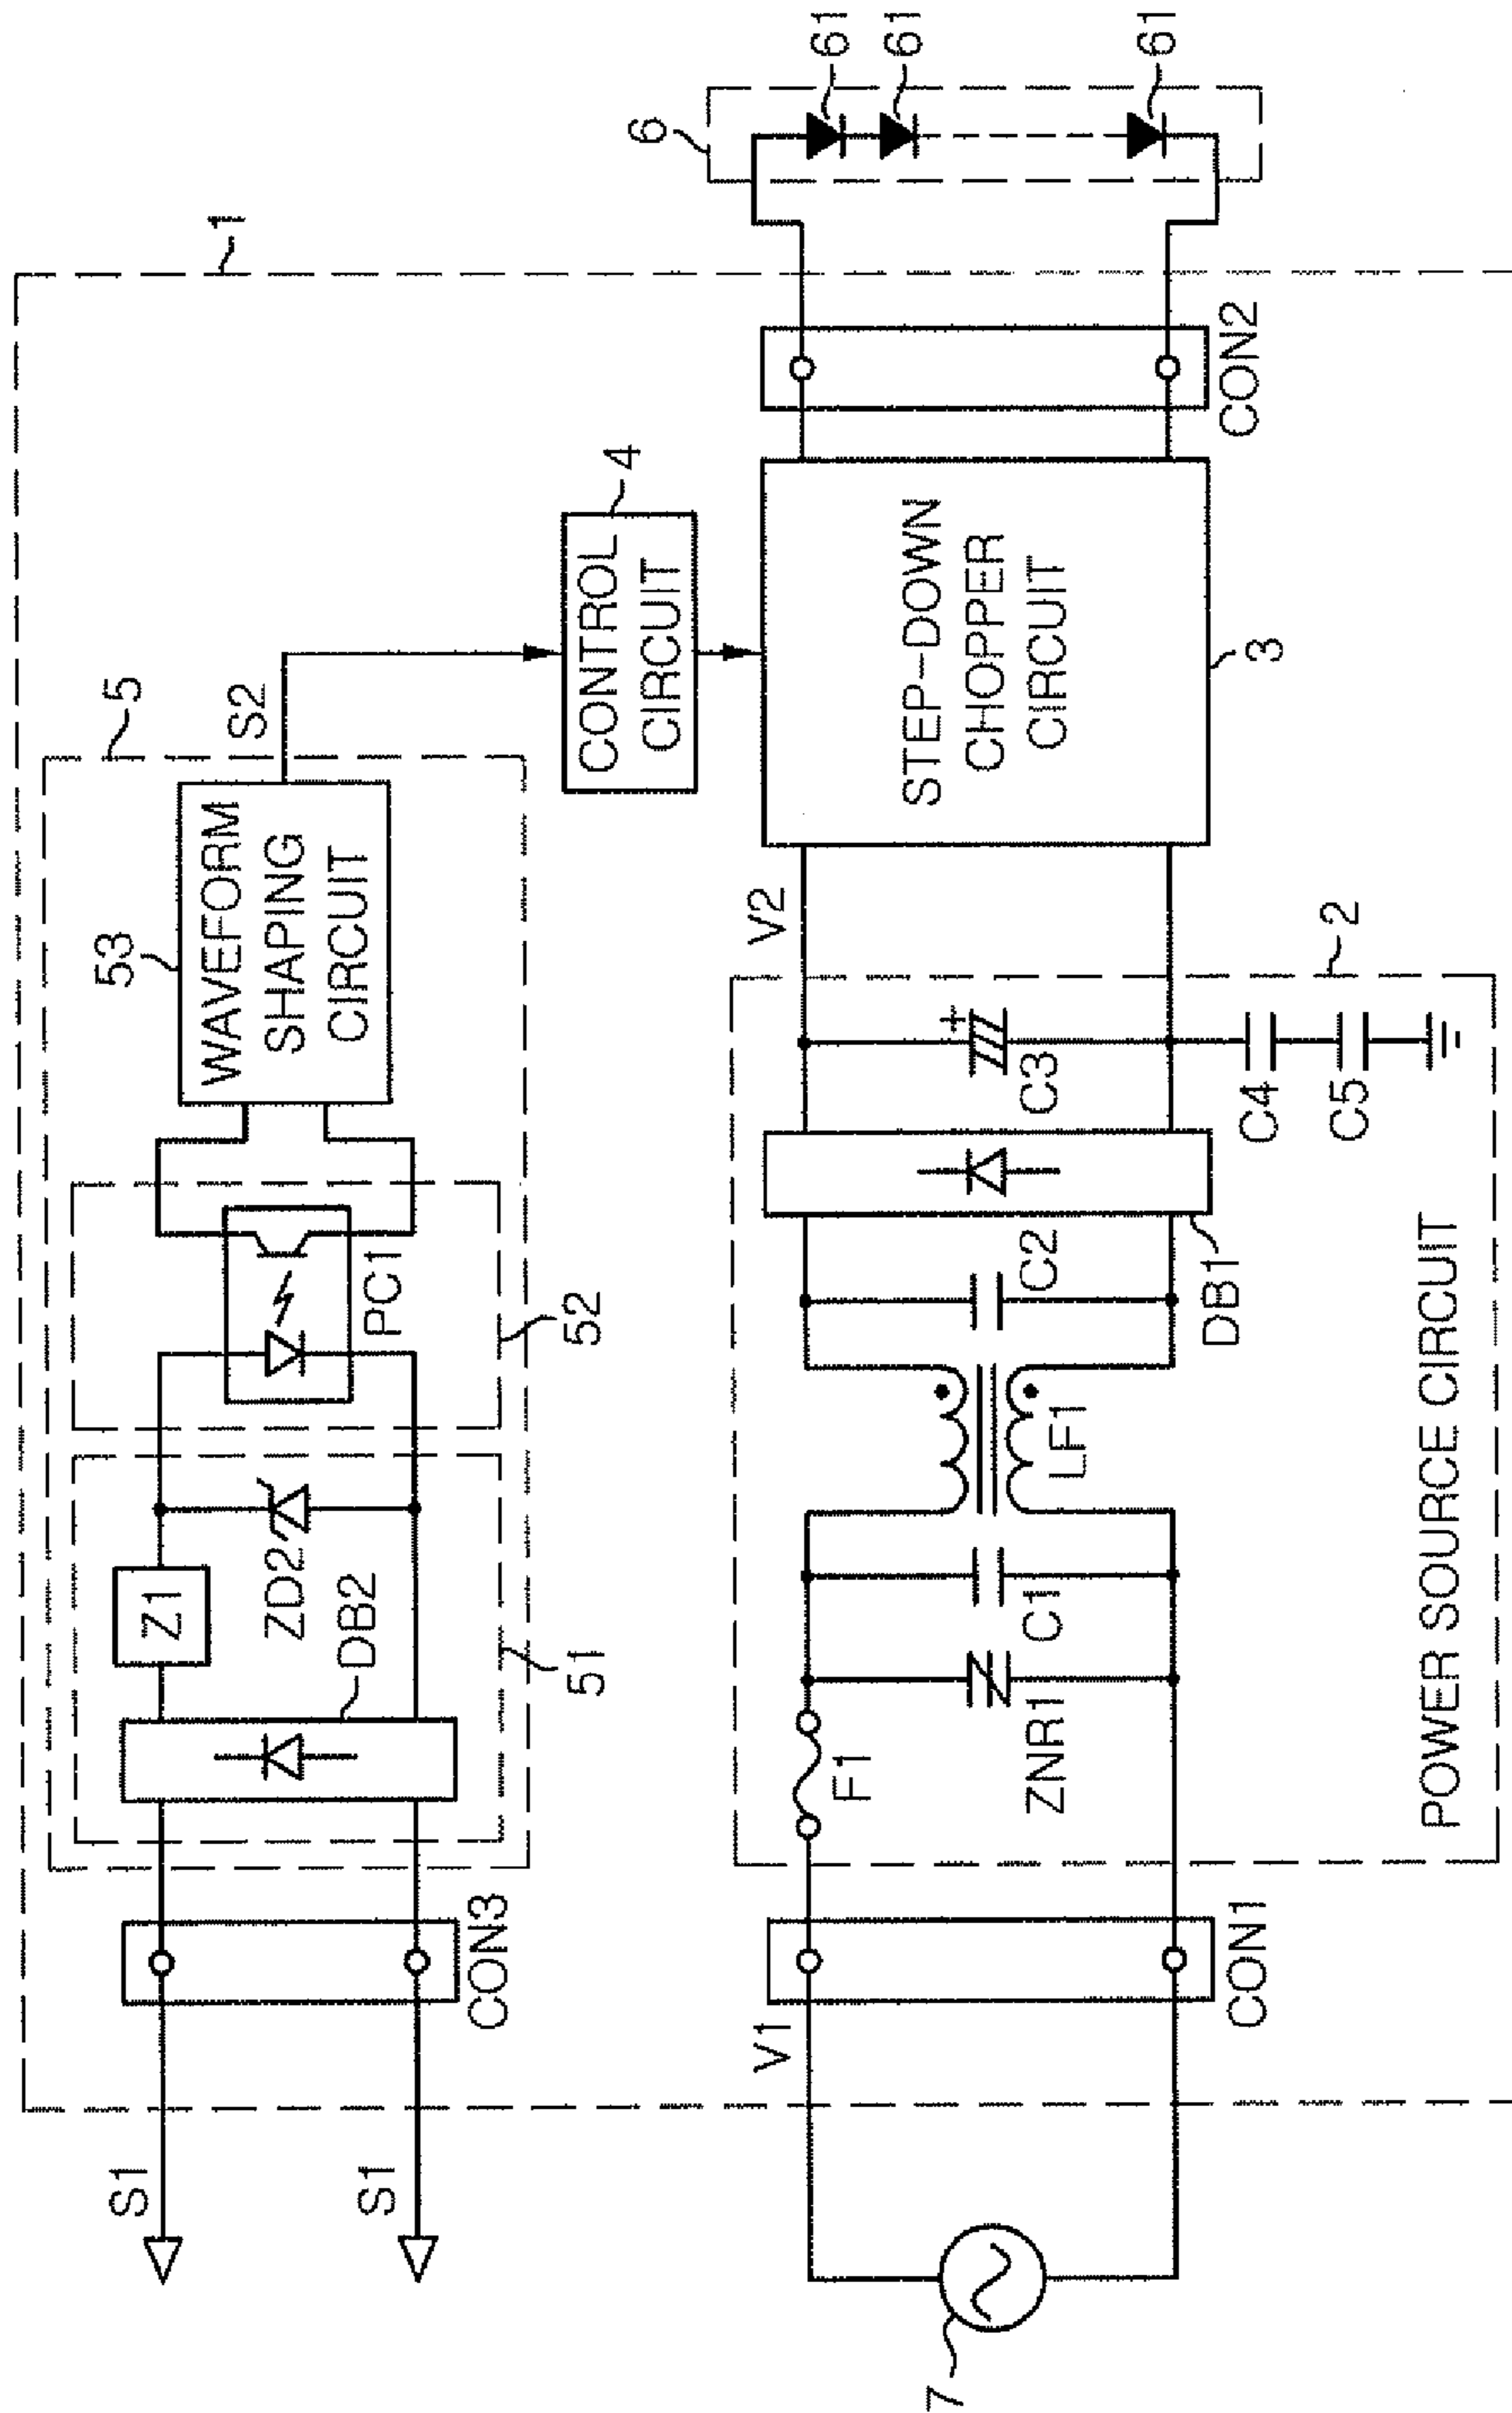 1
5
S2
53
WAVEFORM
SHAPING
CIRCUIT
PC1
52
Z1
ZD2
DB2
51
CON3
S1
S1
4
CONTROL
CIRCUIT
6
61
61
61
CON2
STEP-DOWN
CHOPPER
CIRCUIT
3
V2
2
+
C3
C4
C5
DB1
C2
LF1
C1
ZNR1
F1
POWER SOURCE CIRCUIT
CON1
V1
7